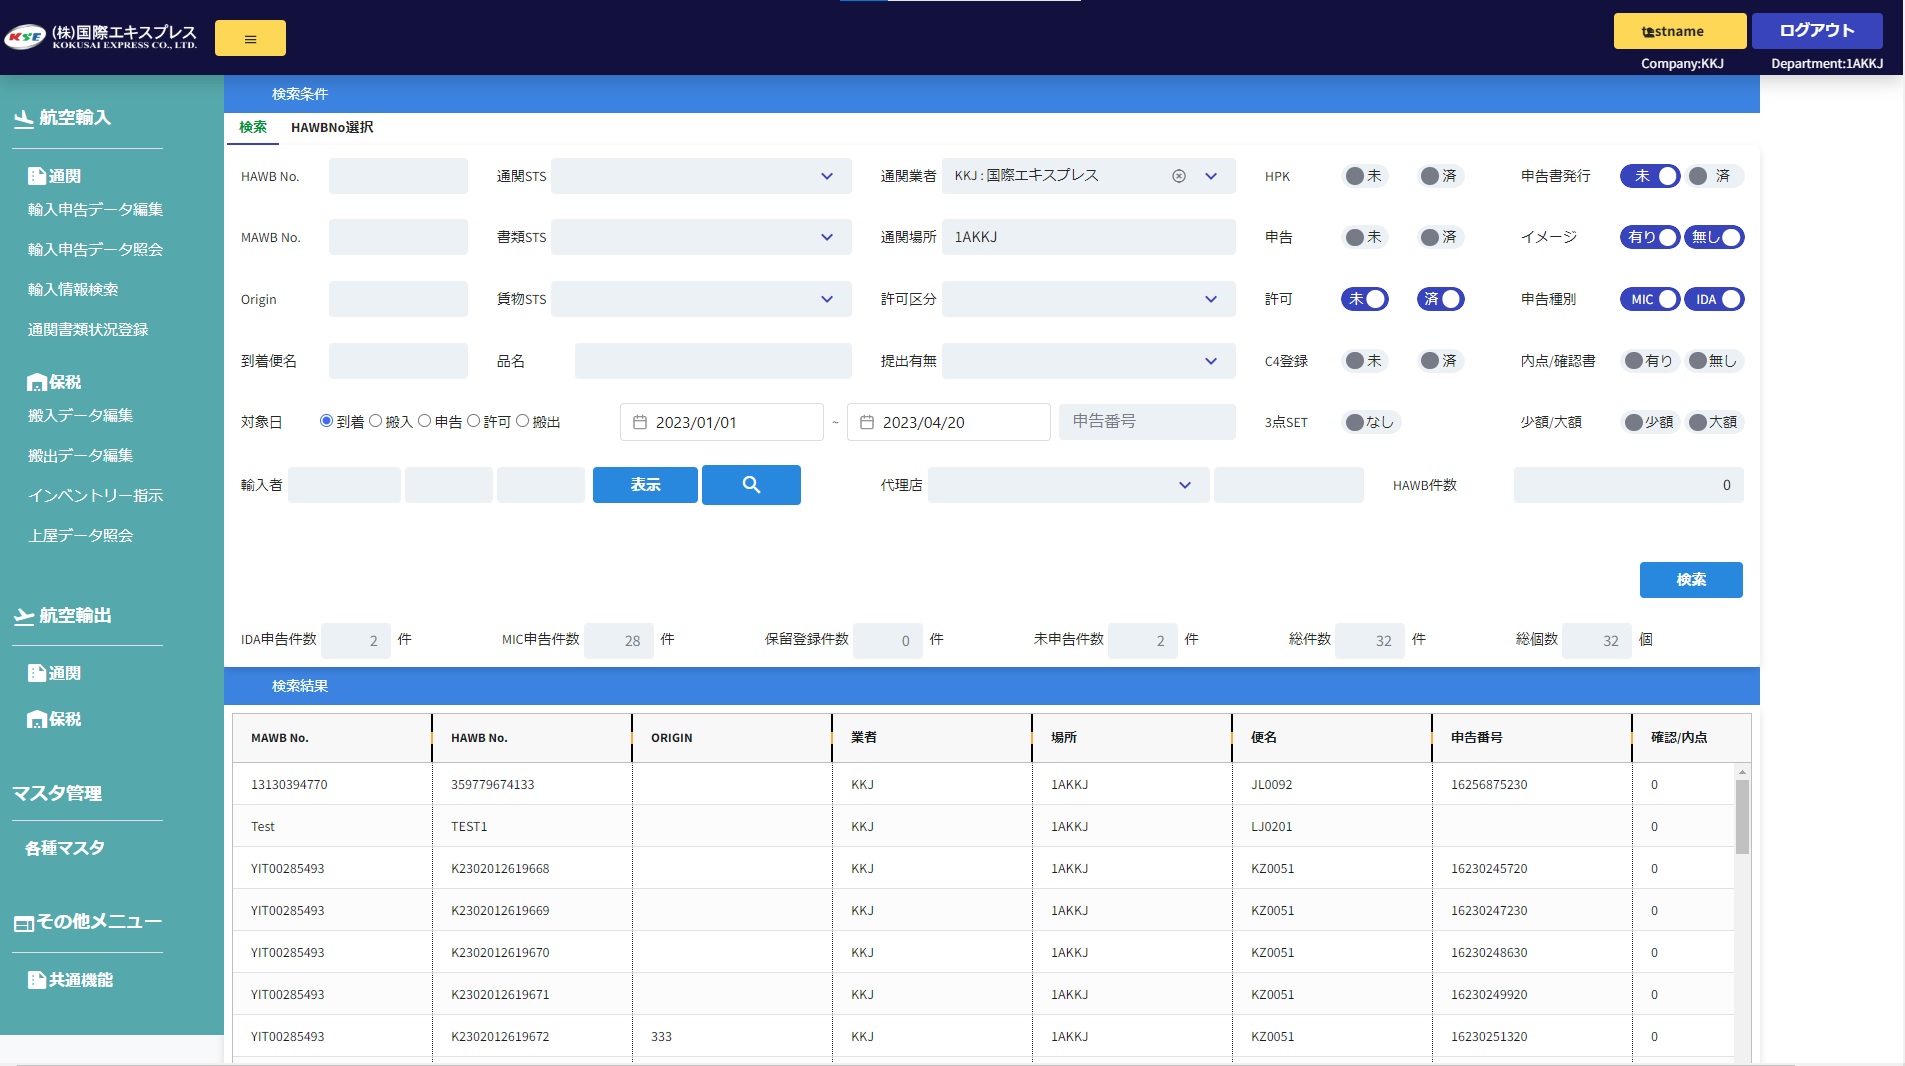 KSE (株)国際エキスプレス
KOKUSAI EXPRESS CO., LTD.
ログアウト
Company:KKJ Department:1AKKJ
航空輸入
通関
輸入申告データ編集
輸入申告データ照会
輸入情報検索
通関書類状況登録
保税
搬入データ編集
搬出データ編集
インベントリー指示
上屋データ照会
航空輸出
通関
保税
マスタ管理
各種マスタ
その他メニュー
共通機能
検索条件
検索 HAWBNo選択
HAWB No. 通関STS 通関業者 KKJ : 国際エキスプレス HPK 未 済 申告書発行 未 済
MAWB No. 書類STS 通関場所 1AKKJ 申告 未 済 イメージ 有り 無し
Origin 貨物STS 許可区分 許可 未 済 申告種別 MIC IDA
到着便名 品名 提出有無 C4登録 未 済 内点/確認書 有り 無し
対象日 到着 搬入 申告 許可 搬出 2023/01/01 ~ 2023/04/20 申告番号 3点SET なし 少額/大額 少額 大額
輸入者 表示 代理店 HAWB件数 0
検索
IDA申告件数 2 件 MIC申告件数 28 件 保留登録件数 0 件 未申告件数 2 件 総件数 32 件 総個数 32 個
検索結果
MAWB No. HAWB No. ORIGIN 業者 場所 便名 申告番号 確認/内点
13130394770 359779674133 KKJ 1AKKJ JL0092 16256875230 0
Test TEST1 KKJ 1AKKJ LJ0201 0
YIT00285493 K2302012619668 KKJ 1AKKJ KZ0051 16230245720 0
YIT00285493 K2302012619669 KKJ 1AKKJ KZ0051 16230247230 0
YIT00285493 K2302012619670 KKJ 1AKKJ KZ0051 16230248630 0
YIT00285493 K2302012619671 KKJ 1AKKJ KZ0051 16230249920 0
YIT00285493 K2302012619672 333 KKJ 1AKKJ KZ0051 16230251320 0